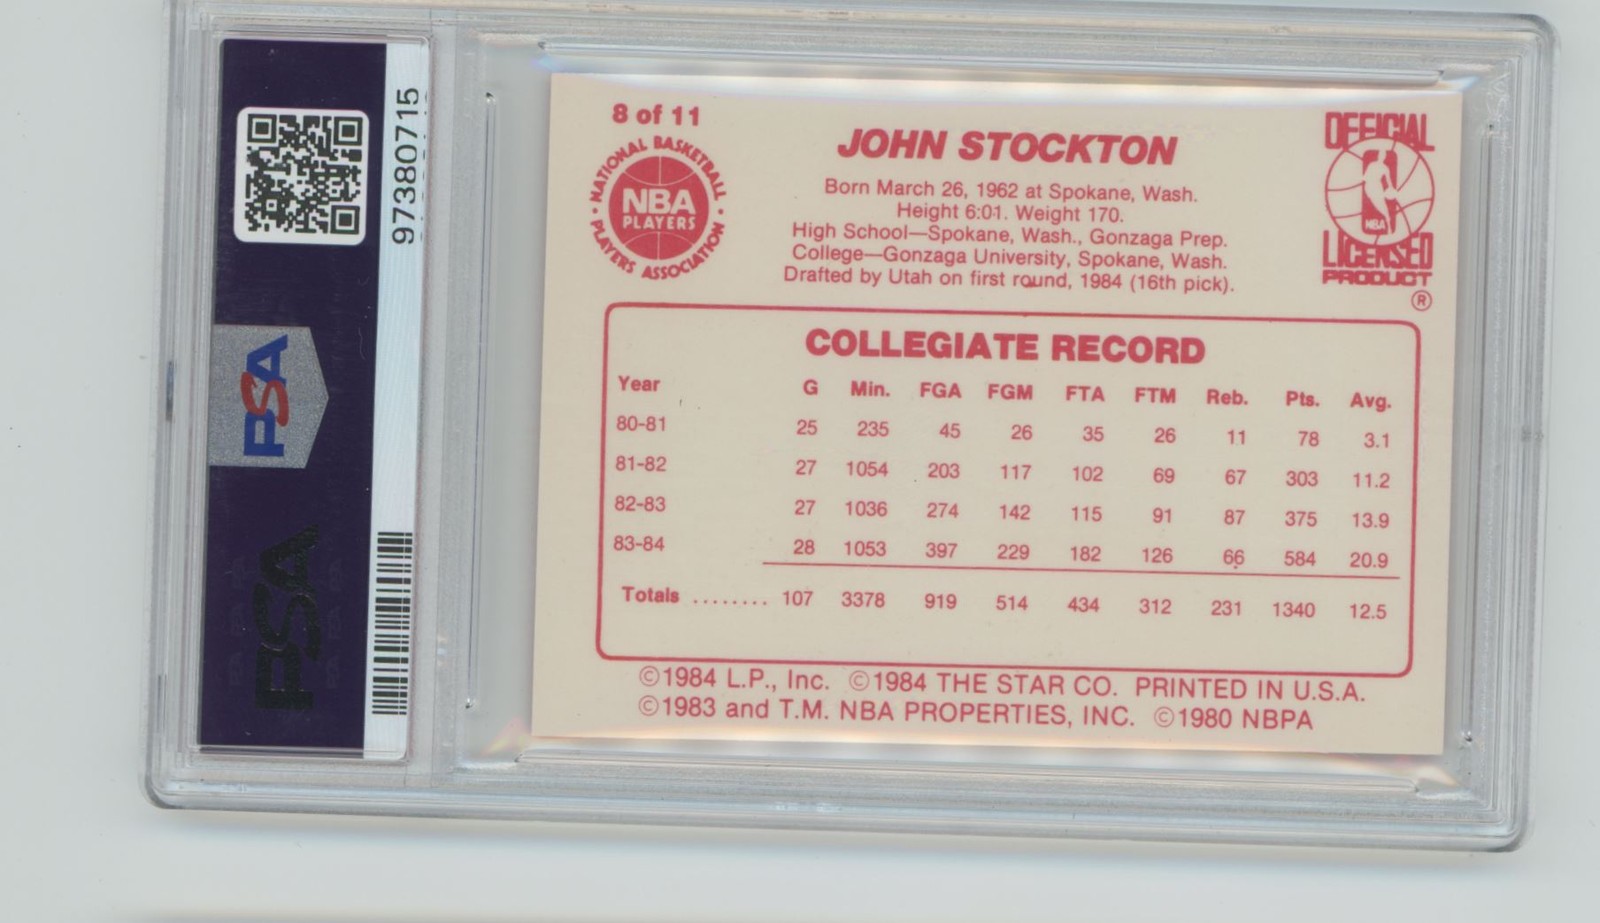 97380715
PSA
PSA
8 of 11
NATIONAL BASKETBALL
PLAYERS ASSOCIATION
NBA
PLAYERS
JOHN STOCKTON
Born March 26, 1962 at Spokane, Wash.
Height 6:01. Weight 170.
High School—Spokane, Wash., Gonzaga Prep.
College—Gonzaga University, Spokane, Wash.
Drafted by Utah on first round, 1984 (16th pick).
OFFICIAL
NBA
LICENSED
PRODUCT
®
COLLEGIATE RECORD
Year G Min. FGA FGM FTA FTM Reb. Pts. Avg.
80-81 25 235 45 26 35 26 11 78 3.1
81-82 27 1054 203 117 102 69 67 303 11.2
82-83 27 1036 274 142 115 91 87 375 13.9
83-84 28 1053 397 229 182 126 66 584 20.9
Totals ........ 107 3378 919 514 434 312 231 1340 12.5
©1984 L.P., Inc. ©1984 THE STAR CO. PRINTED IN U.S.A.
©1983 and T.M. NBA PROPERTIES, INC. ©1980 NBPA